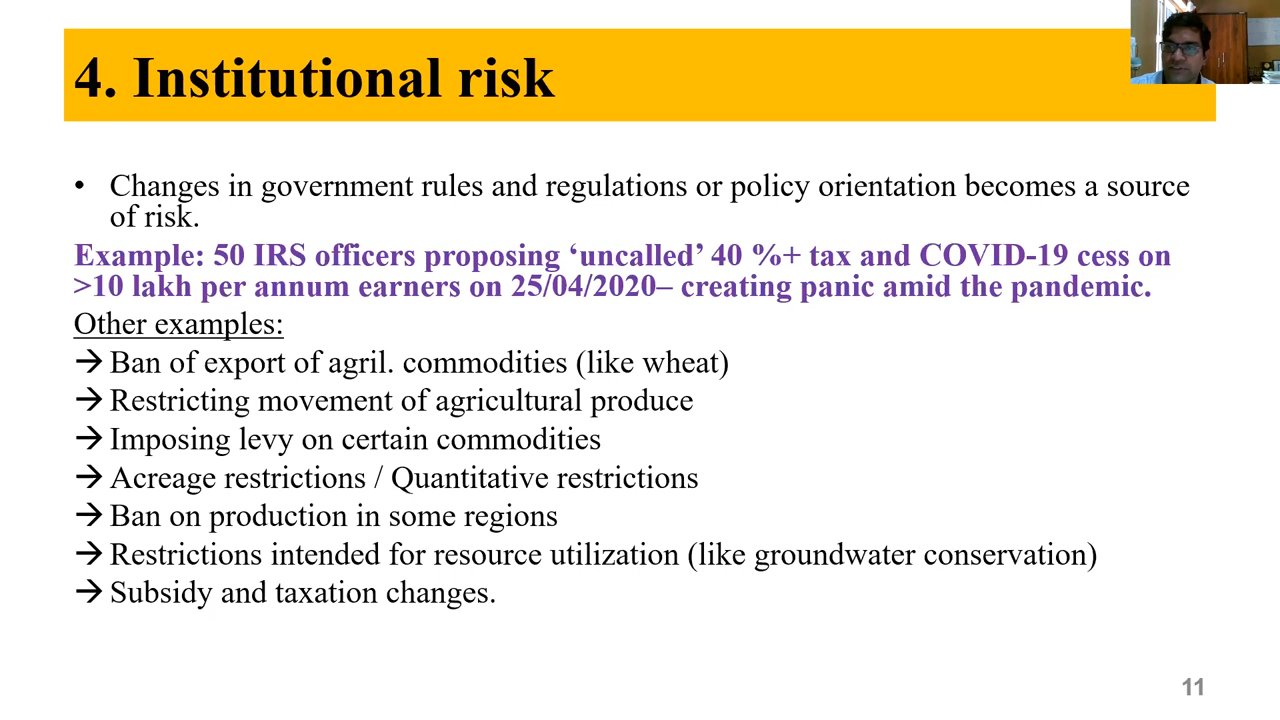 4. Institutional risk
• Changes in government rules and regulations or policy orientation becomes a source
of risk.
Example: 50 IRS officers proposing ‘uncalled’ 40 %+ tax and COVID-19 cess on
>10 lakh per annum earners on 25/04/2020– creating panic amid the pandemic.
Other examples:
→ Ban of export of agril. commodities (like wheat)
→ Restricting movement of agricultural produce
→ Imposing levy on certain commodities
→ Acreage restrictions / Quantitative restrictions
→ Ban on production in some regions
→ Restrictions intended for resource utilization (like groundwater conservation)
→ Subsidy and taxation changes.
11